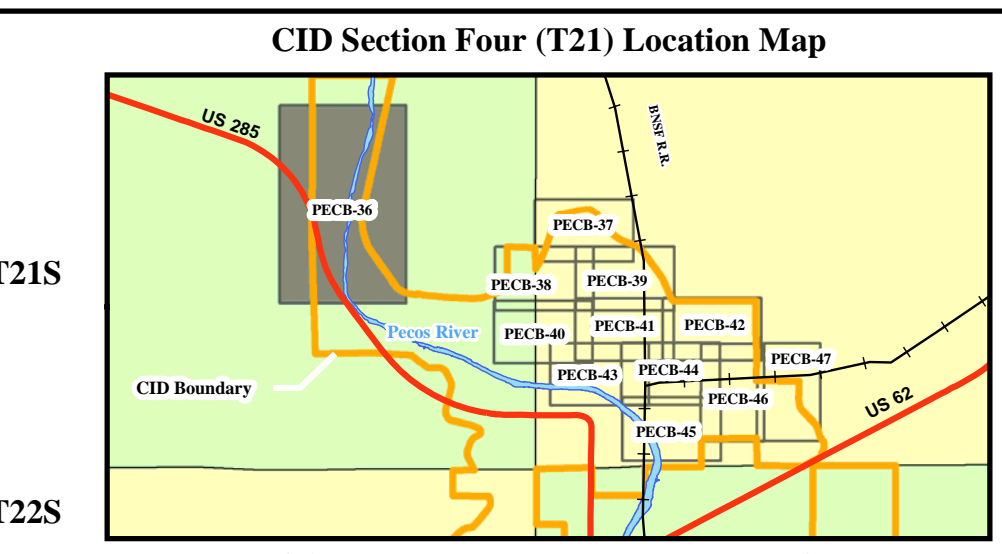 CID Section Four (T21) Location Map
US 285
BNSF R.R.
PECB-36
PECB-37
T21S
PECB-38
PECB-39
PECB-40
PECB-41
PECB-42
Pecos River
PECB-47
PECB-43
PECB-44
CID Boundary
PECB-46
US 62
PECB-45
T22S